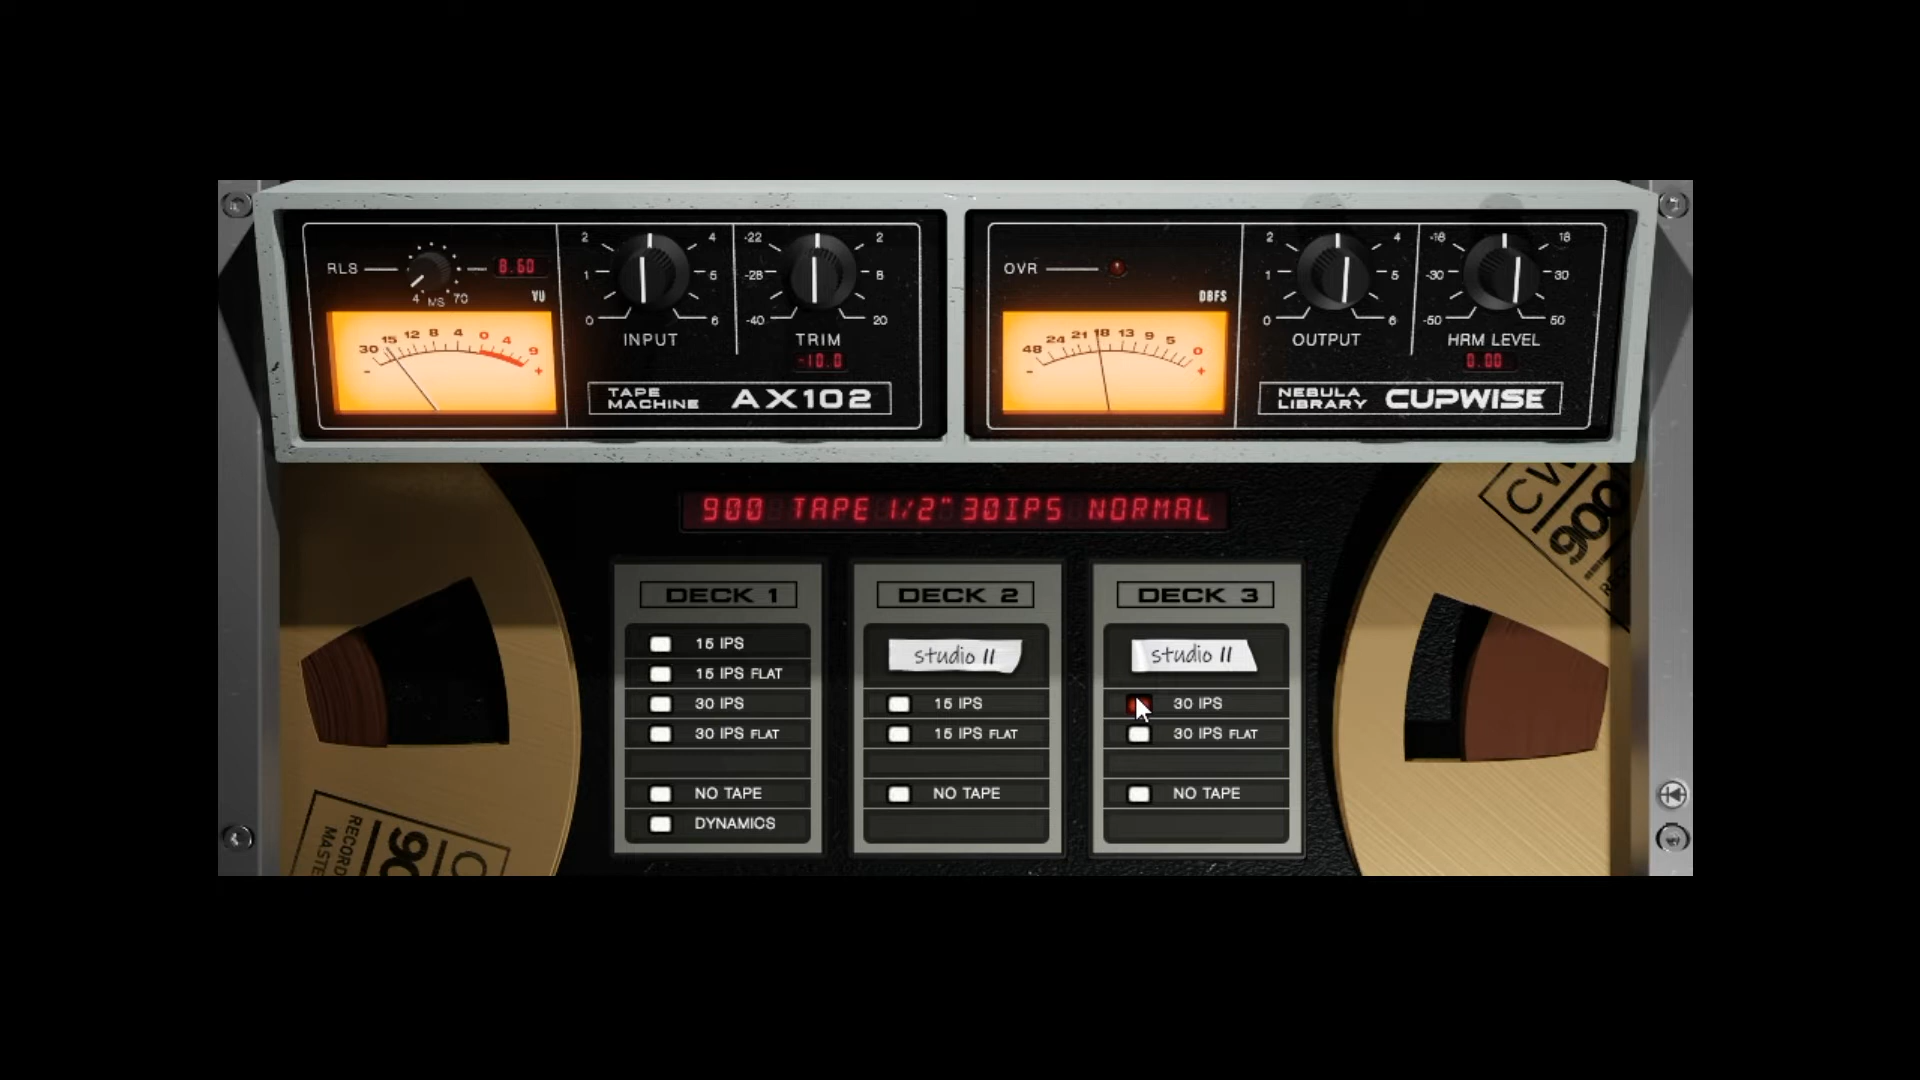 RLS
8.60
4 MS 70
VU
30 15 12 8 4 0 4 9
- +
2 4
1 5
0 6
INPUT
-22 2
-28 8
-40 20
TRIM
-10.0
TAPE MACHINE AX102
OVR
DBFS
48 24 21 18 13 9 5 0
- +
2 4
1 5
0 6
OUTPUT
-18 18
-30 30
-50 50
HRM LEVEL
0.00
NEBULA LIBRARY CUPWISE
900 TAPE 1/2" 30IPS NORMAL
DECK 1
15 IPS
15 IPS FLAT
30 IPS
30 IPS FLAT
NO TAPE
DYNAMICS
DECK 2
studio II
15 IPS
15 IPS FLAT
NO TAPE
DECK 3
studio II
30 IPS
30 IPS FLAT
NO TAPE
900